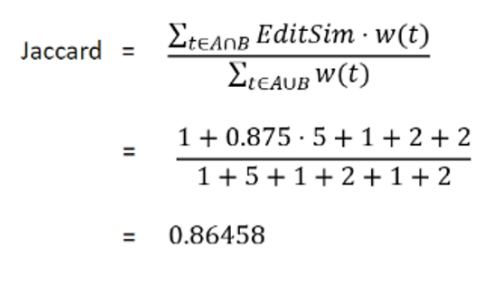 Jaccard = ∑t∈A∩B EditSim · w(t) / ∑t∈A∪B w(t)
= 1 + 0.875 · 5 + 1 + 2 + 2 / 1 + 5 + 1 + 2 + 1 + 2
= 0.86458